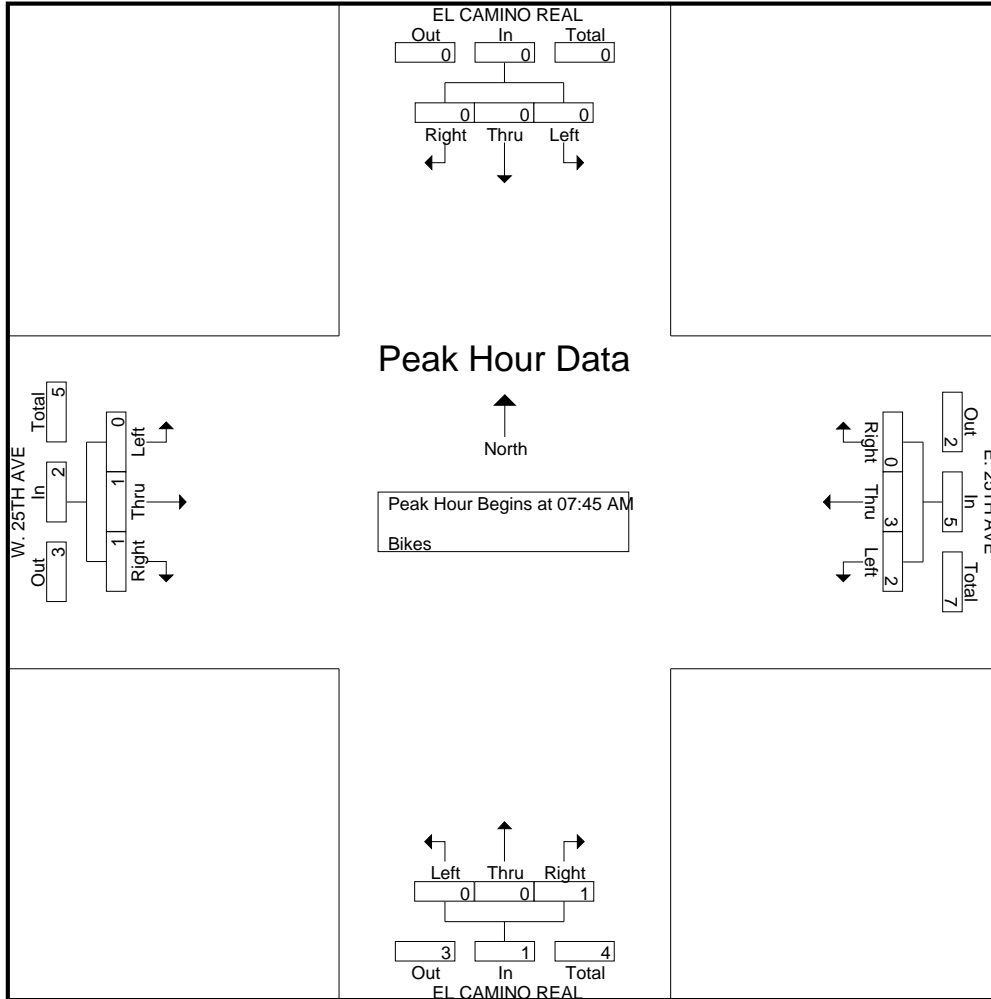 EL CAMINO REAL
Out In Total
0 0 0
0 0 0
Right Thru Left
Peak Hour Data
North
Peak Hour Begins at 07:45 AM
Bikes
W. 25TH AVE
Out In Total
3 2 5
Right Thru Left
1 1 0
E. 25TH AVE
Out In Total
2 5 7
Right Thru Left
0 3 2
Left Thru Right
0 0 1
3 1 4
Out In Total
EL CAMINO REAL